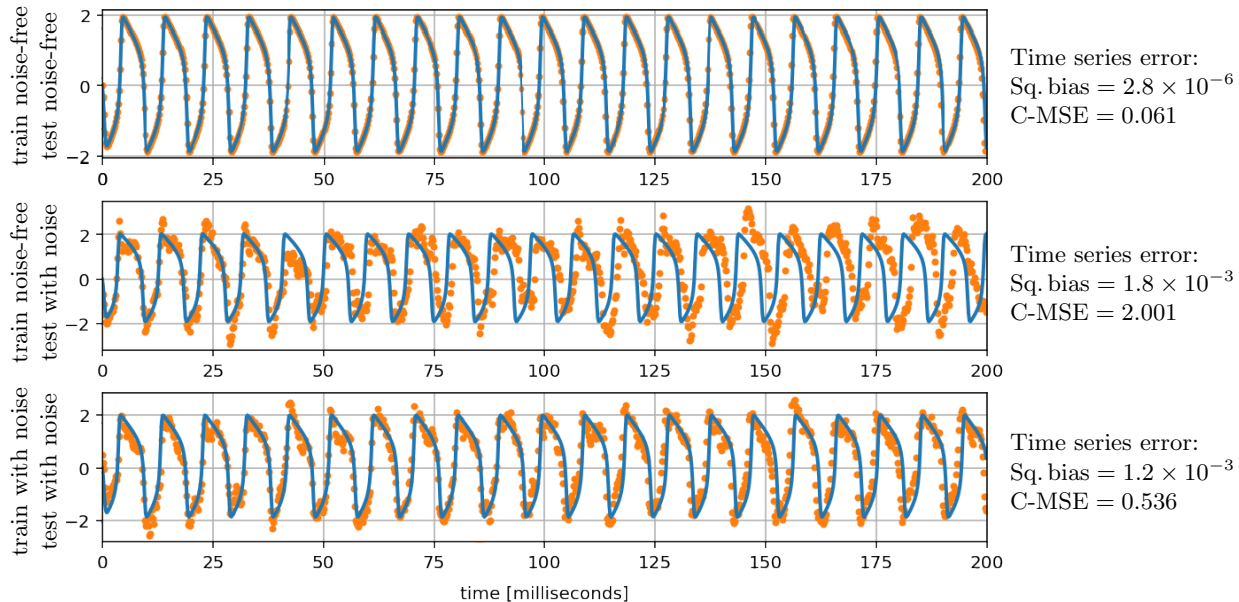 train noise-free
test noise-free
2
0
−2
0
25
50
75
100
125
150
175
200
Time series error:
Sq. bias = 2.8 × 10⁻⁶
C-MSE = 0.061
train noise-free
test with noise
2
0
−2
0
25
50
75
100
125
150
175
200
Time series error:
Sq. bias = 1.8 × 10⁻³
C-MSE = 2.001
train with noise
test with noise
2
0
−2
0
25
50
75
100
125
150
175
200
time [milliseconds]
Time series error:
Sq. bias = 1.2 × 10⁻³
C-MSE = 0.536